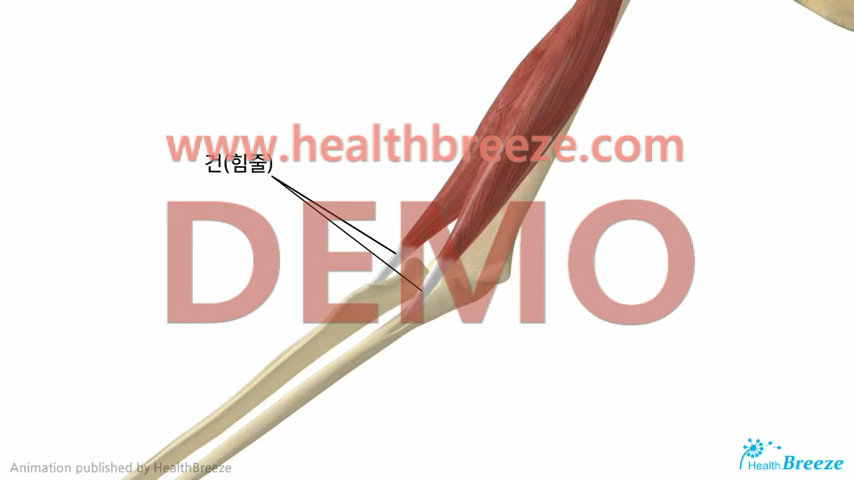 www.healthbreeze.com
건(힘줄)
DEMO
Animation published by HealthBreeze
Health Breeze